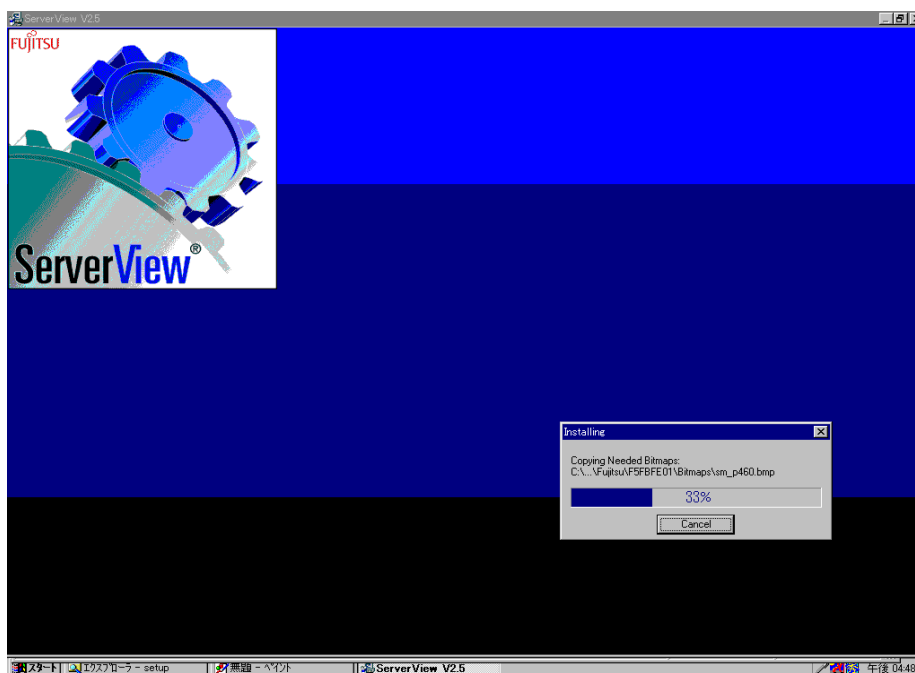 ServerView V2.5
FUJITSU
ServerView®
Installing
Copying Needed Bitmaps:
C:\...\Fujitsu\F5FBFE01\Bitmaps\sm_p460.bmp
33%
Cancel
スタート
エクスプローラ - setup
無題 - ペイント
ServerView V2.5
午後 04:48